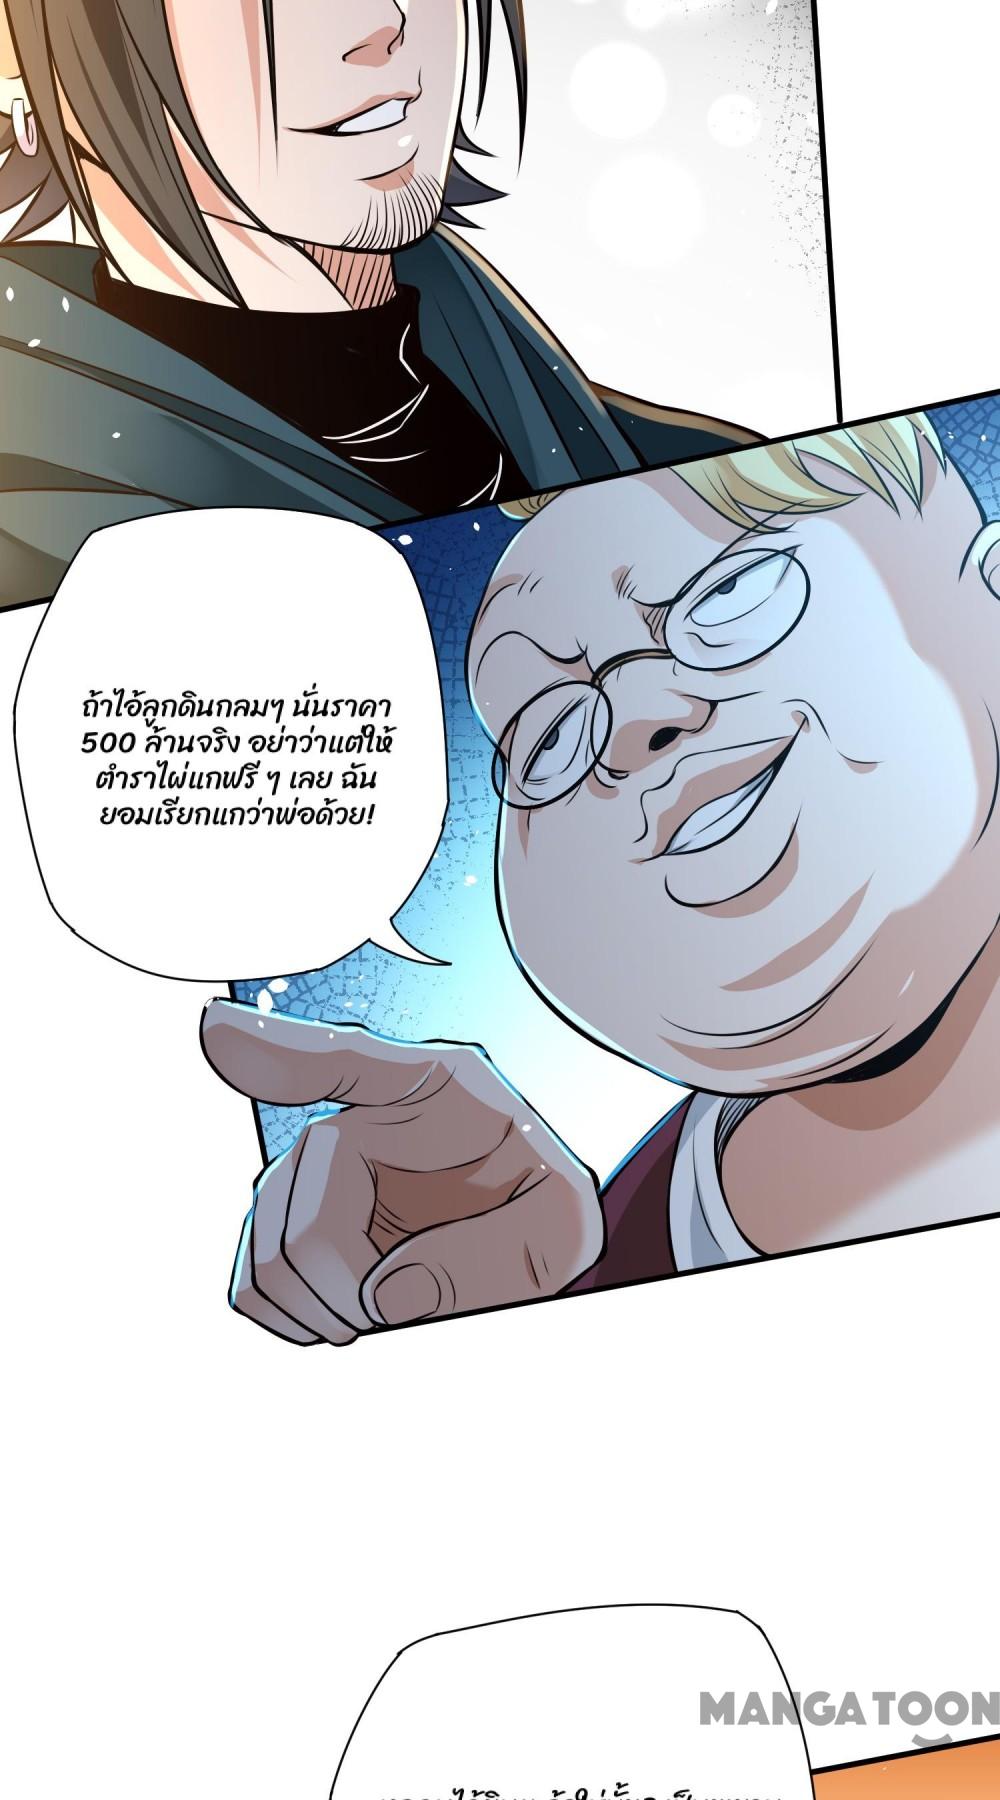 ถ้าไอ้ลูกดินกลมๆ นั่นราคา
500 ล้านจริง อย่าว่าแต่ให้
ตำราไผ่แกฟรี ๆ เลย ฉัน
ยอมเรียกแกว่าพ่อด้วย!
MANGATOON